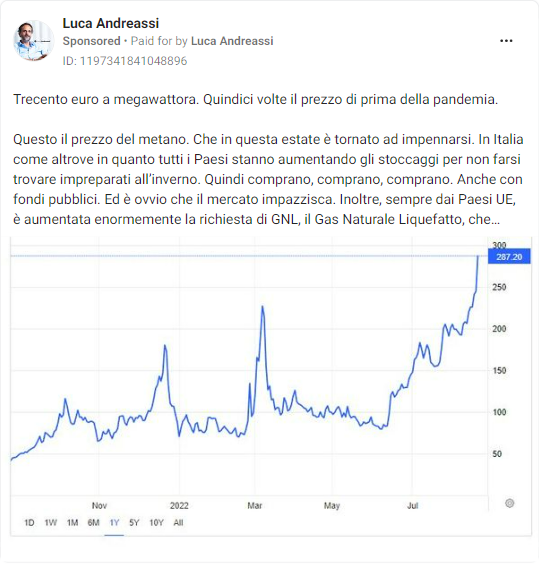 Luca Andreassi
Sponsored • Paid for by Luca Andreassi
ID: 1197341841048896
Trecento euro a megawattora. Quindici volte il prezzo di prima della pandemia.
Questo il prezzo del metano. Che in questa estate è tornato ad impennarsi. In Italia
come altrove in quanto tutti i Paesi stanno aumentando gli stoccaggi per non farsi
trovare impreparati all'inverno. Quindi comprano, comprano, comprano. Anche con
fondi pubblici. Ed è ovvio che il mercato impazzisca. Inoltre, sempre dai Paesi UE,
è aumentata enormemente la richiesta di GNL, il Gas Naturale Liquefatto, che...
300
287.20
250
200
150
100
50
Nov 2022 Mar May Jul
1D 1W 1M 6M 1Y 5Y 10Y All